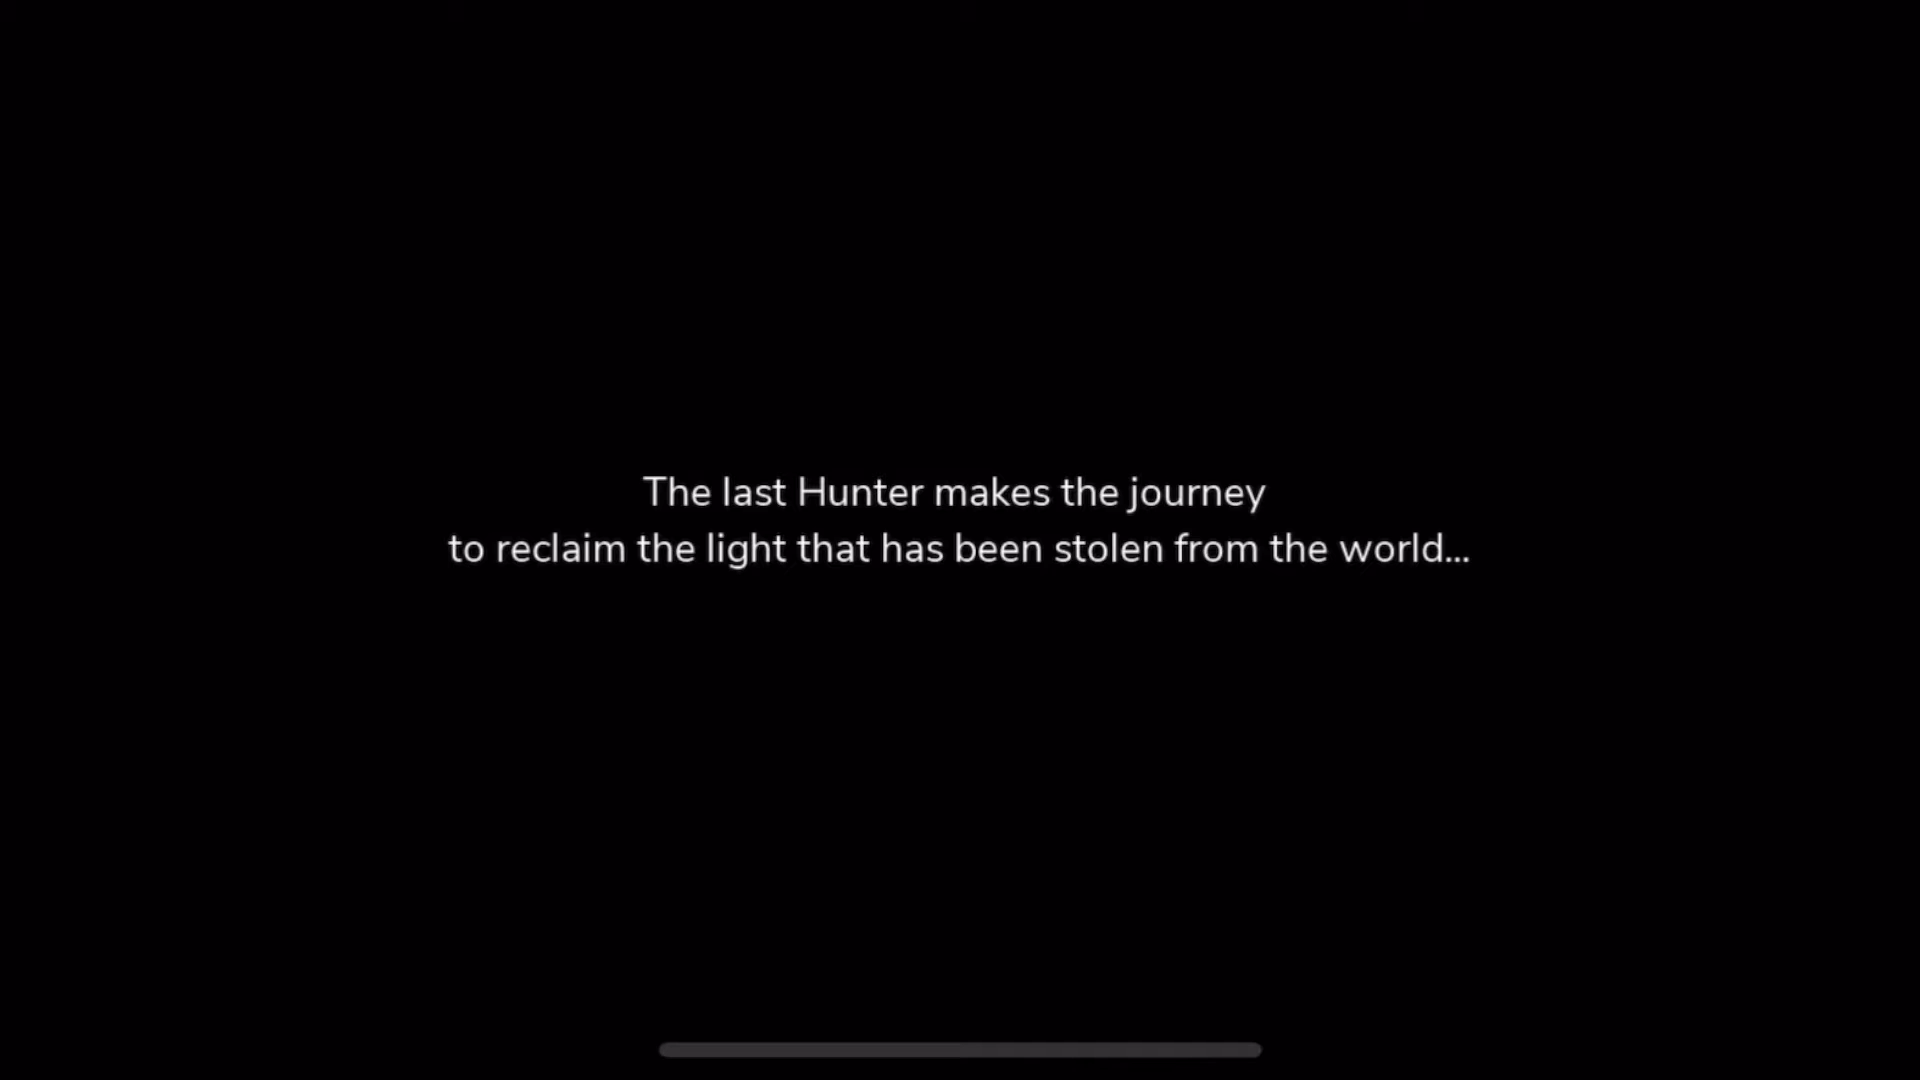 The last Hunter makes the journey
to reclaim the light that has been stolen from the world...